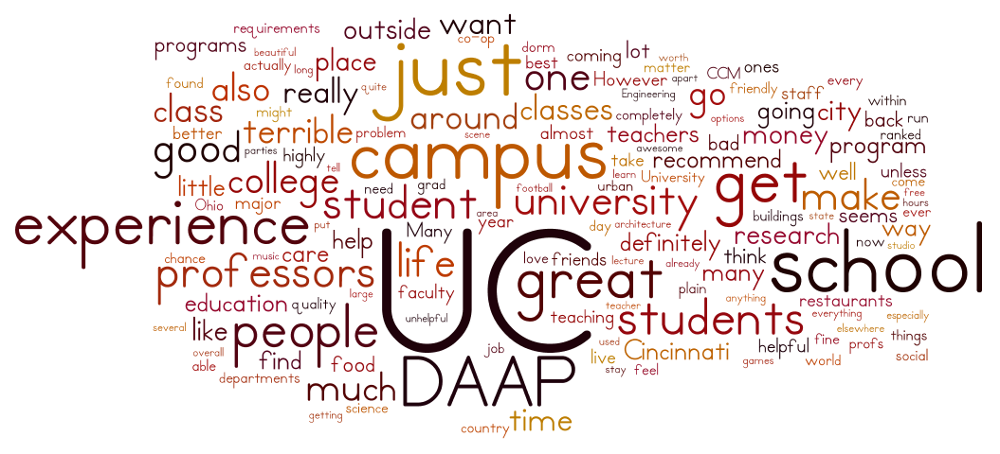 requirements outside want
programs co-op dorm coming lot
beautiful actually long place just best However matter worth CCM ones
found also really quite one Engineering apart go friendly staff every
class might around classes completely going city within
better terrible problem scene almost teachers options back run
good parties highly campus awesome bad money program ranked
tell take recommend
little college need grad football learn University get well unless
Ohio major student area university urban make come free
experience put Many year day architecture buildings state seems hours ever
help definitely research now way studio
chance music care life love friends lecture already think school
professors great plain many
large faculty anything restaurants
education quality unhelpful UC teaching teacher students everything especially
several like people used Cincinnati elsewhere things
overall able find food job live stay feel games helpful fine profs social
departments world
much DAAP
getting science
country time